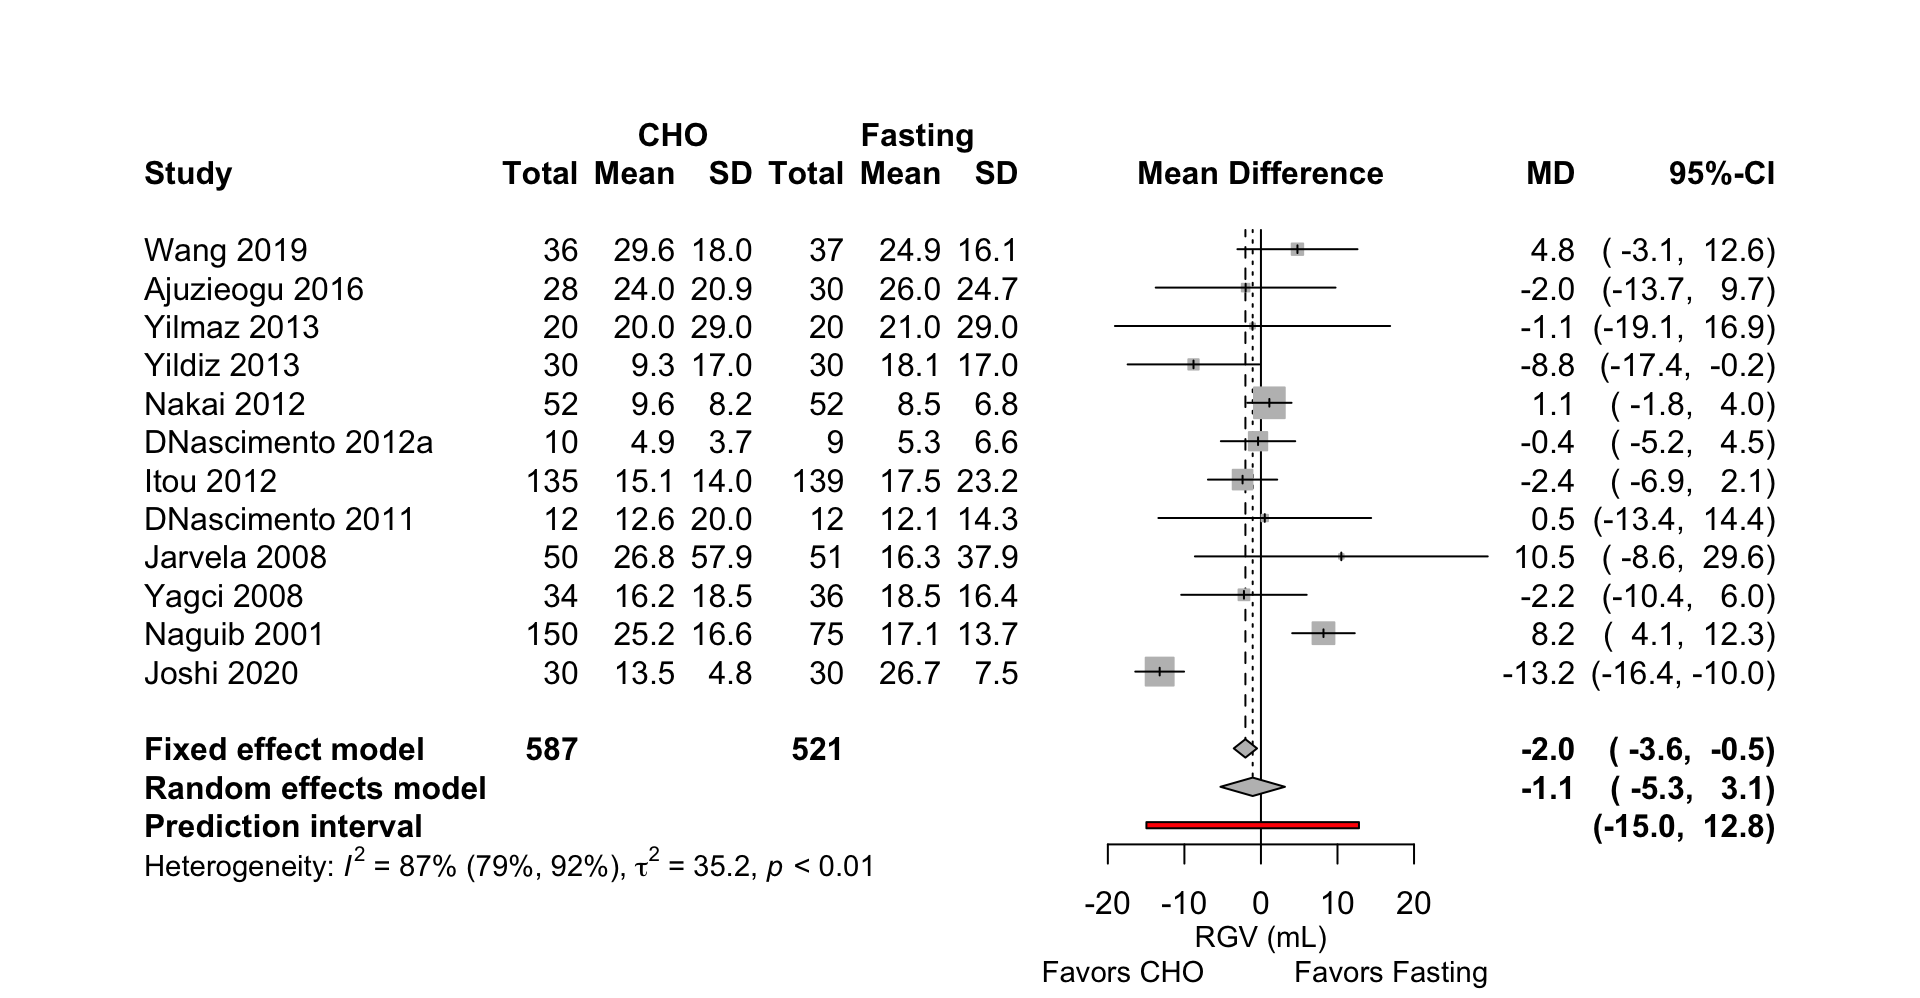 CHO Fasting
Study Total Mean SD Total Mean SD Mean Difference MD 95%-CI
Wang 2019 36 29.6 18.0 37 24.9 16.1 4.8 ( -3.1, 12.6)
Ajuzieogu 2016 28 24.0 20.9 30 26.0 24.7 -2.0 (-13.7, 9.7)
Yilmaz 2013 20 20.0 29.0 20 21.0 29.0 -1.1 (-19.1, 16.9)
Yildiz 2013 30 9.3 17.0 30 18.1 17.0 -8.8 (-17.4, -0.2)
Nakai 2012 52 9.6 8.2 52 8.5 6.8 1.1 ( -1.8, 4.0)
DNascimento 2012a 10 4.9 3.7 9 5.3 6.6 -0.4 ( -5.2, 4.5)
Itou 2012 135 15.1 14.0 139 17.5 23.2 -2.4 ( -6.9, 2.1)
DNascimento 2011 12 12.6 20.0 12 12.1 14.3 0.5 (-13.4, 14.4)
Jarvela 2008 50 26.8 57.9 51 16.3 37.9 10.5 ( -8.6, 29.6)
Yagci 2008 34 16.2 18.5 36 18.5 16.4 -2.2 (-10.4, 6.0)
Naguib 2001 150 25.2 16.6 75 17.1 13.7 8.2 ( 4.1, 12.3)
Joshi 2020 30 13.5 4.8 30 26.7 7.5 -13.2 (-16.4, -10.0)
Fixed effect model 587 521 -2.0 ( -3.6, -0.5)
Random effects model -1.1 ( -5.3, 3.1)
Prediction interval (-15.0, 12.8)
Heterogeneity: I² = 87% (79%, 92%), τ² = 35.2, p < 0.01
-20 -10 0 10 20
RGV (mL)
Favors CHO Favors Fasting